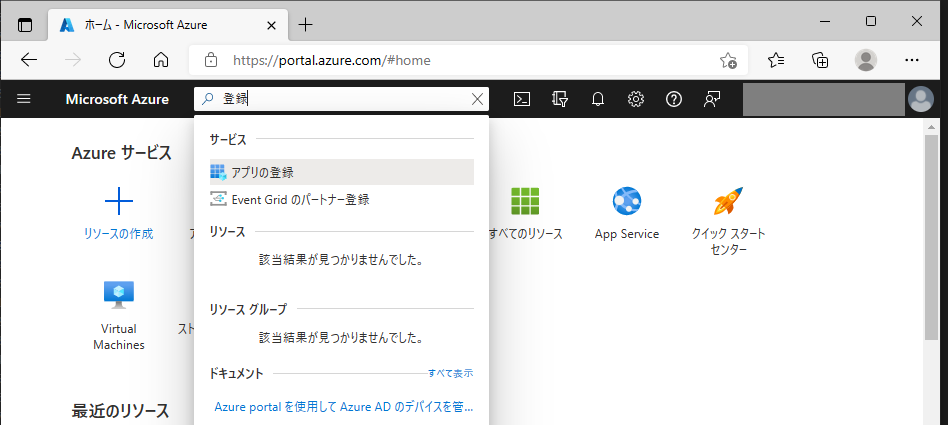 ホーム - Microsoft Azure
https://portal.azure.com/#home
Microsoft Azure
登録
サービス
アプリの登録
Event Grid のパートナー登録
リソース
該当結果が見つかりませんでした。
リソース グループ
該当結果が見つかりませんでした。
ドキュメント
すべて表示
Azure portal を使用して Azure AD のデバイスを管...
Azure サービス
リソースの作成
すべてのリソース
App Service
クイック スタート
センター
Virtual
Machines
最近のリソース